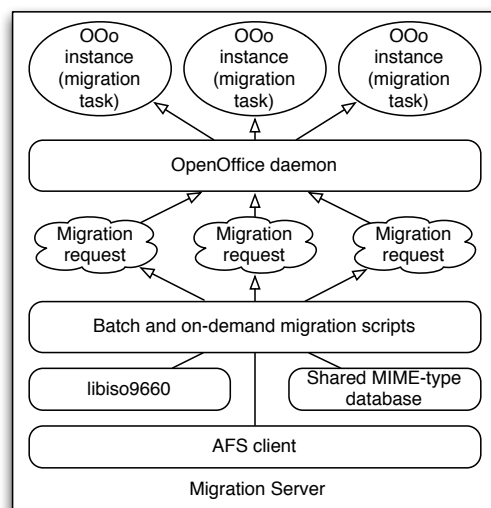 OOo
instance
(migration
task)
OOo
instance
(migration
task)
OOo
instance
(migration
task)
OpenOffice daemon
Migration
request
Migration
request
Migration
request
Batch and on-demand migration scripts
libiso9660
Shared MIME-type
database
AFS client
Migration Server